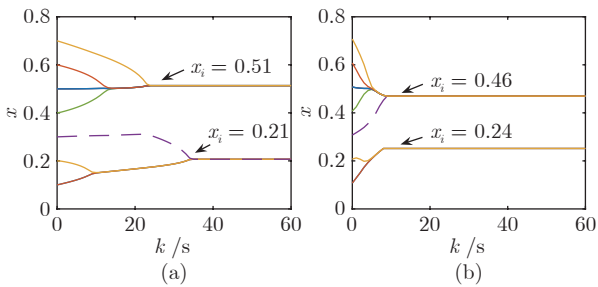 0.8
0.6
0.4
0.2
0
x
x_i = 0.51
x_i = 0.21
0 20 40 60
k /s
(a)
0.8
0.6
0.4
0.2
0
x
x_i = 0.46
x_i = 0.24
0 20 40 60
k /s
(b)